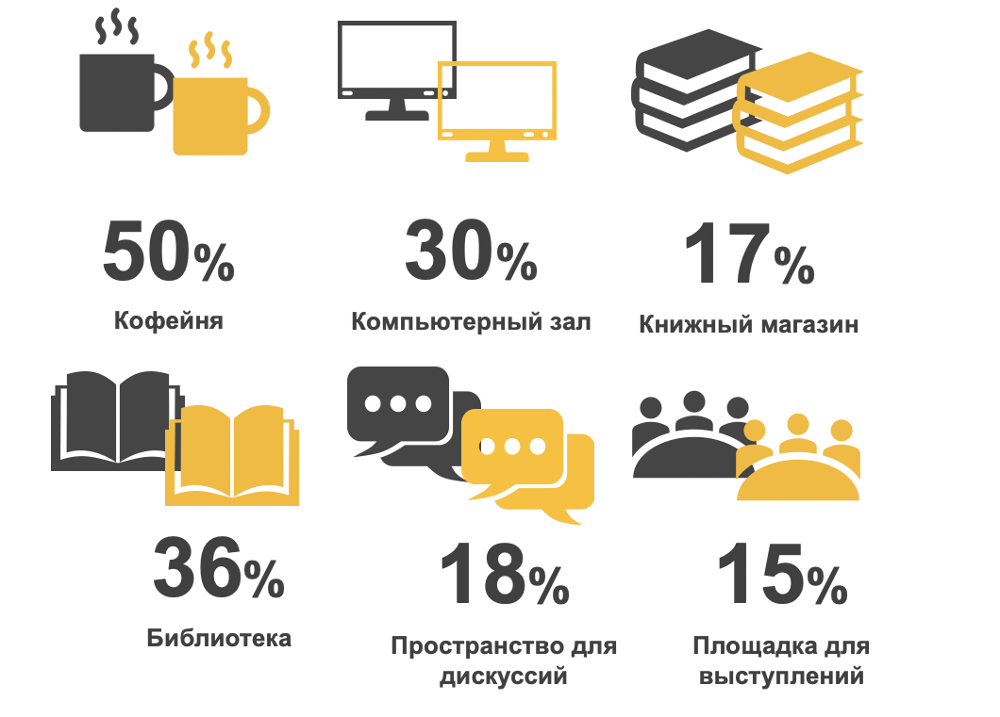 50%
30%
17%
Кофейня
Компьютерный зал
Книжный магазин
36%
18%
15%
Библиотека
Пространство для
дискуссий
Площадка для
выступлений